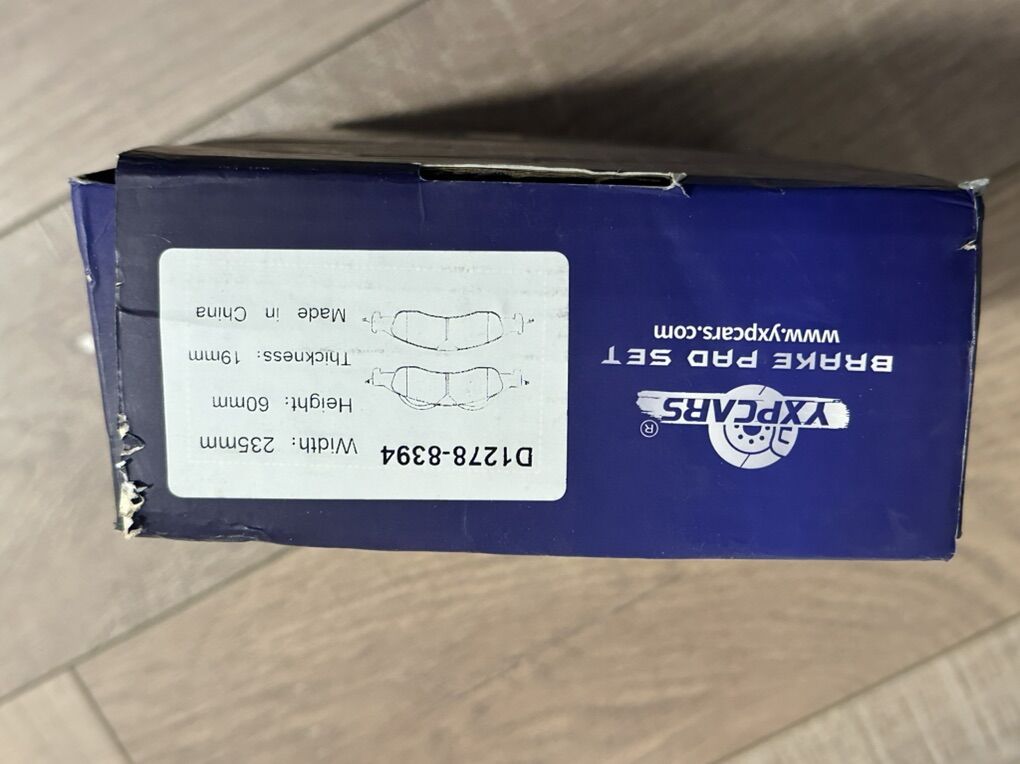 YXPCARS®
BRAKE PAD SET
www.yxpcars.com
D1278-8394
Width: 235mm
Height: 60mm
Thickness: 19mm
Made in China